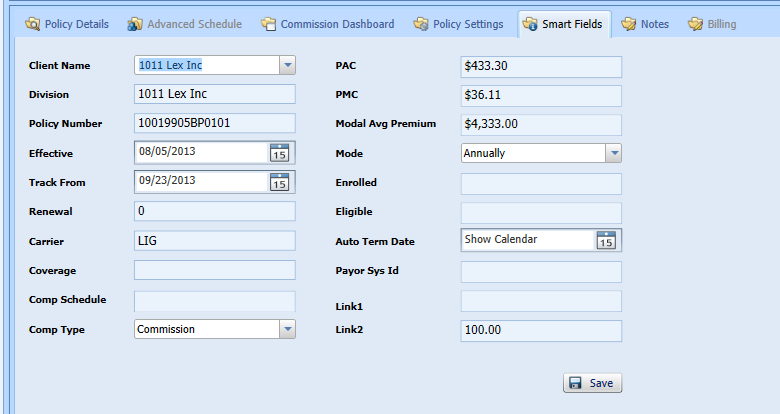 Policy Details Advanced Schedule Commission Dashboard Policy Settings Smart Fields Notes Billing
Client Name 1011 Lex Inc PAC $433.30
Division 1011 Lex Inc PMC $36.11
Policy Number 10019905BP0101 Modal Avg Premium $4,333.00
Effective 08/05/2013 15 Mode Annually
Track From 09/23/2013 15 Enrolled
Renewal 0 Eligible
Carrier LIG Auto Term Date Show Calendar 15
Coverage Payor Sys Id
Comp Schedule Link1
Comp Type Commission Link2 100.00
Save